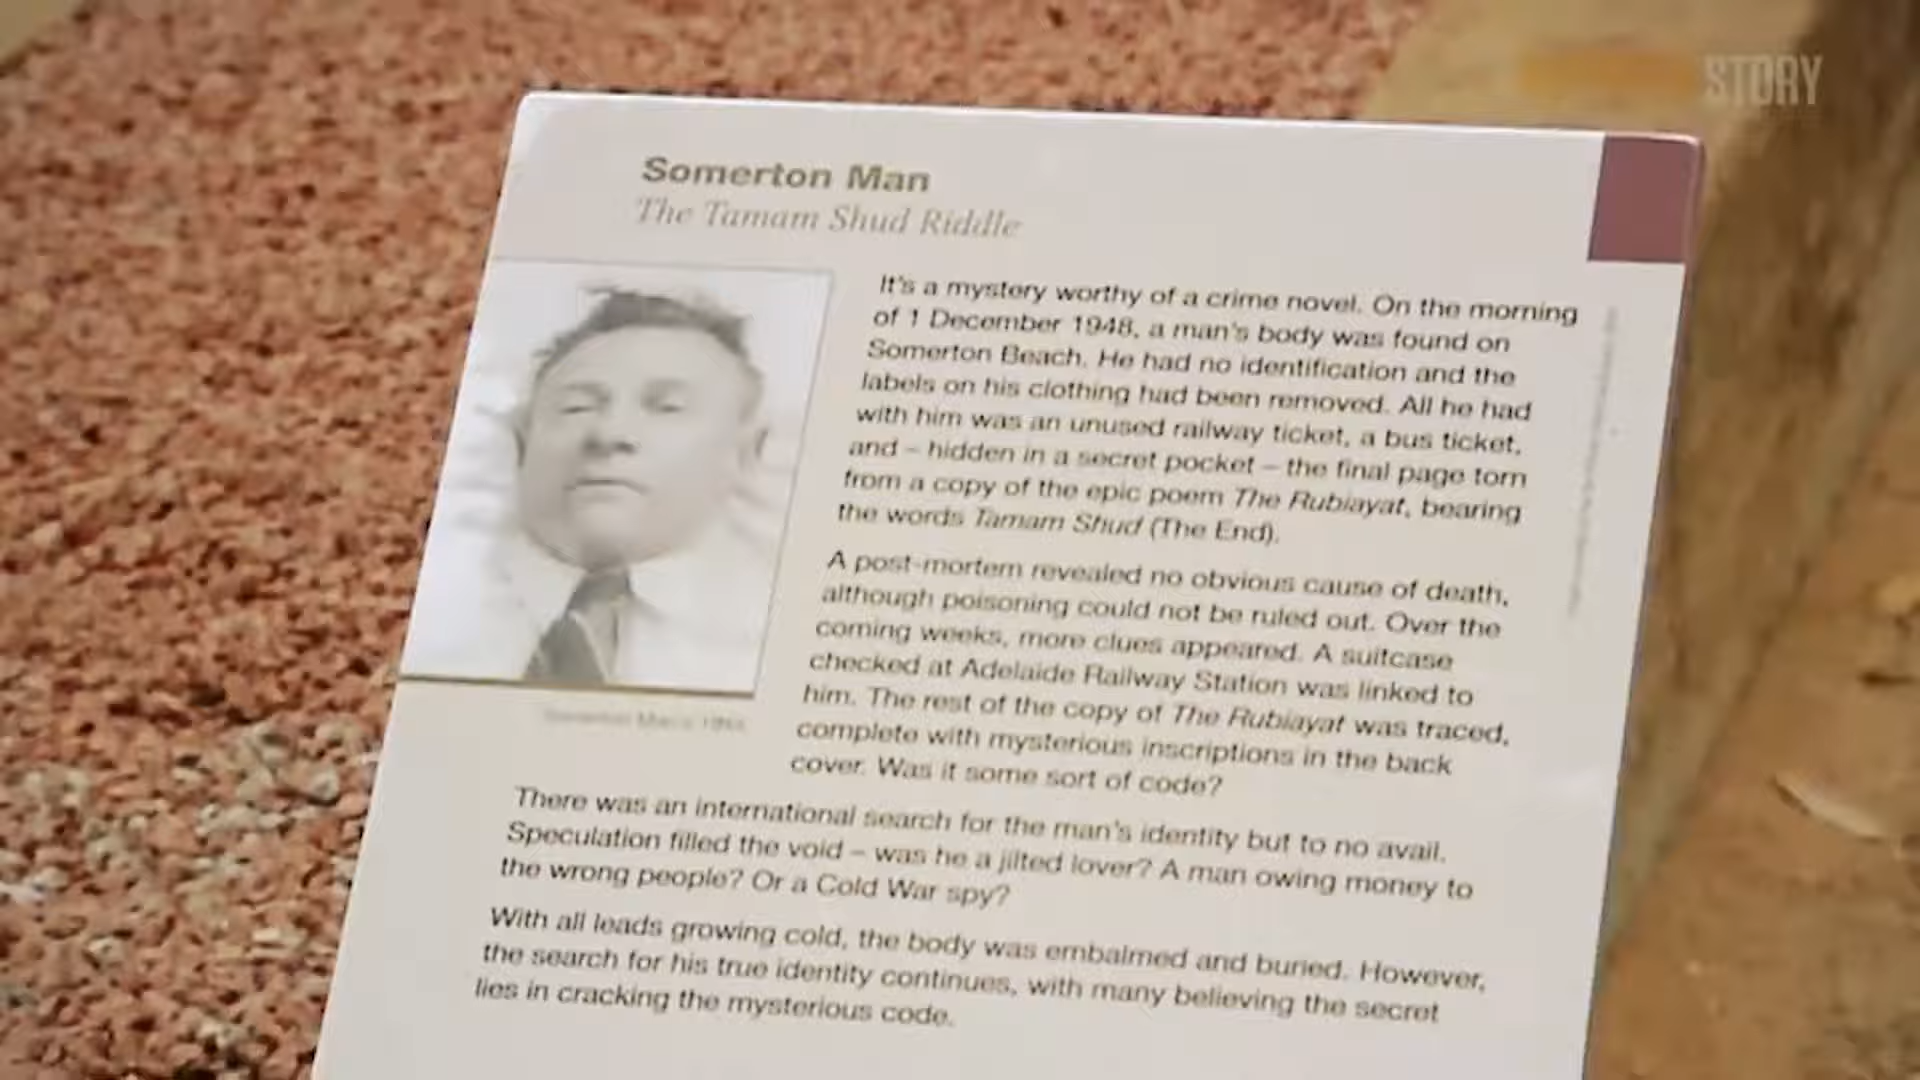 STORY
Somerton Man
The Tamam Shud Riddle
It's a mystery worthy of a crime novel. On the morning
of 1 December 1948, a man's body was found on
Somerton Beach. He had no identification and the
labels on his clothing had been removed. All he had
with him was an unused railway ticket, a bus ticket,
and – hidden in a secret pocket – the final page torn
from a copy of the epic poem The Rubiayat, bearing
the words Tamam Shud (The End).
A post-mortem revealed no obvious cause of death,
although poisoning could not be ruled out. Over the
coming weeks, more clues appeared. A suitcase
checked at Adelaide Railway Station was linked to
him. The rest of the copy of The Rubiayat was traced,
complete with mysterious inscriptions in the back
cover. Was it some sort of code?
There was an international search for the man's identity but to no avail.
Speculation filled the void – was he a jilted lover? A man owing money to
the wrong people? Or a Cold War spy?
With all leads growing cold, the body was embalmed and buried. However,
the search for his true identity continues, with many believing the secret
lies in cracking the mysterious code.